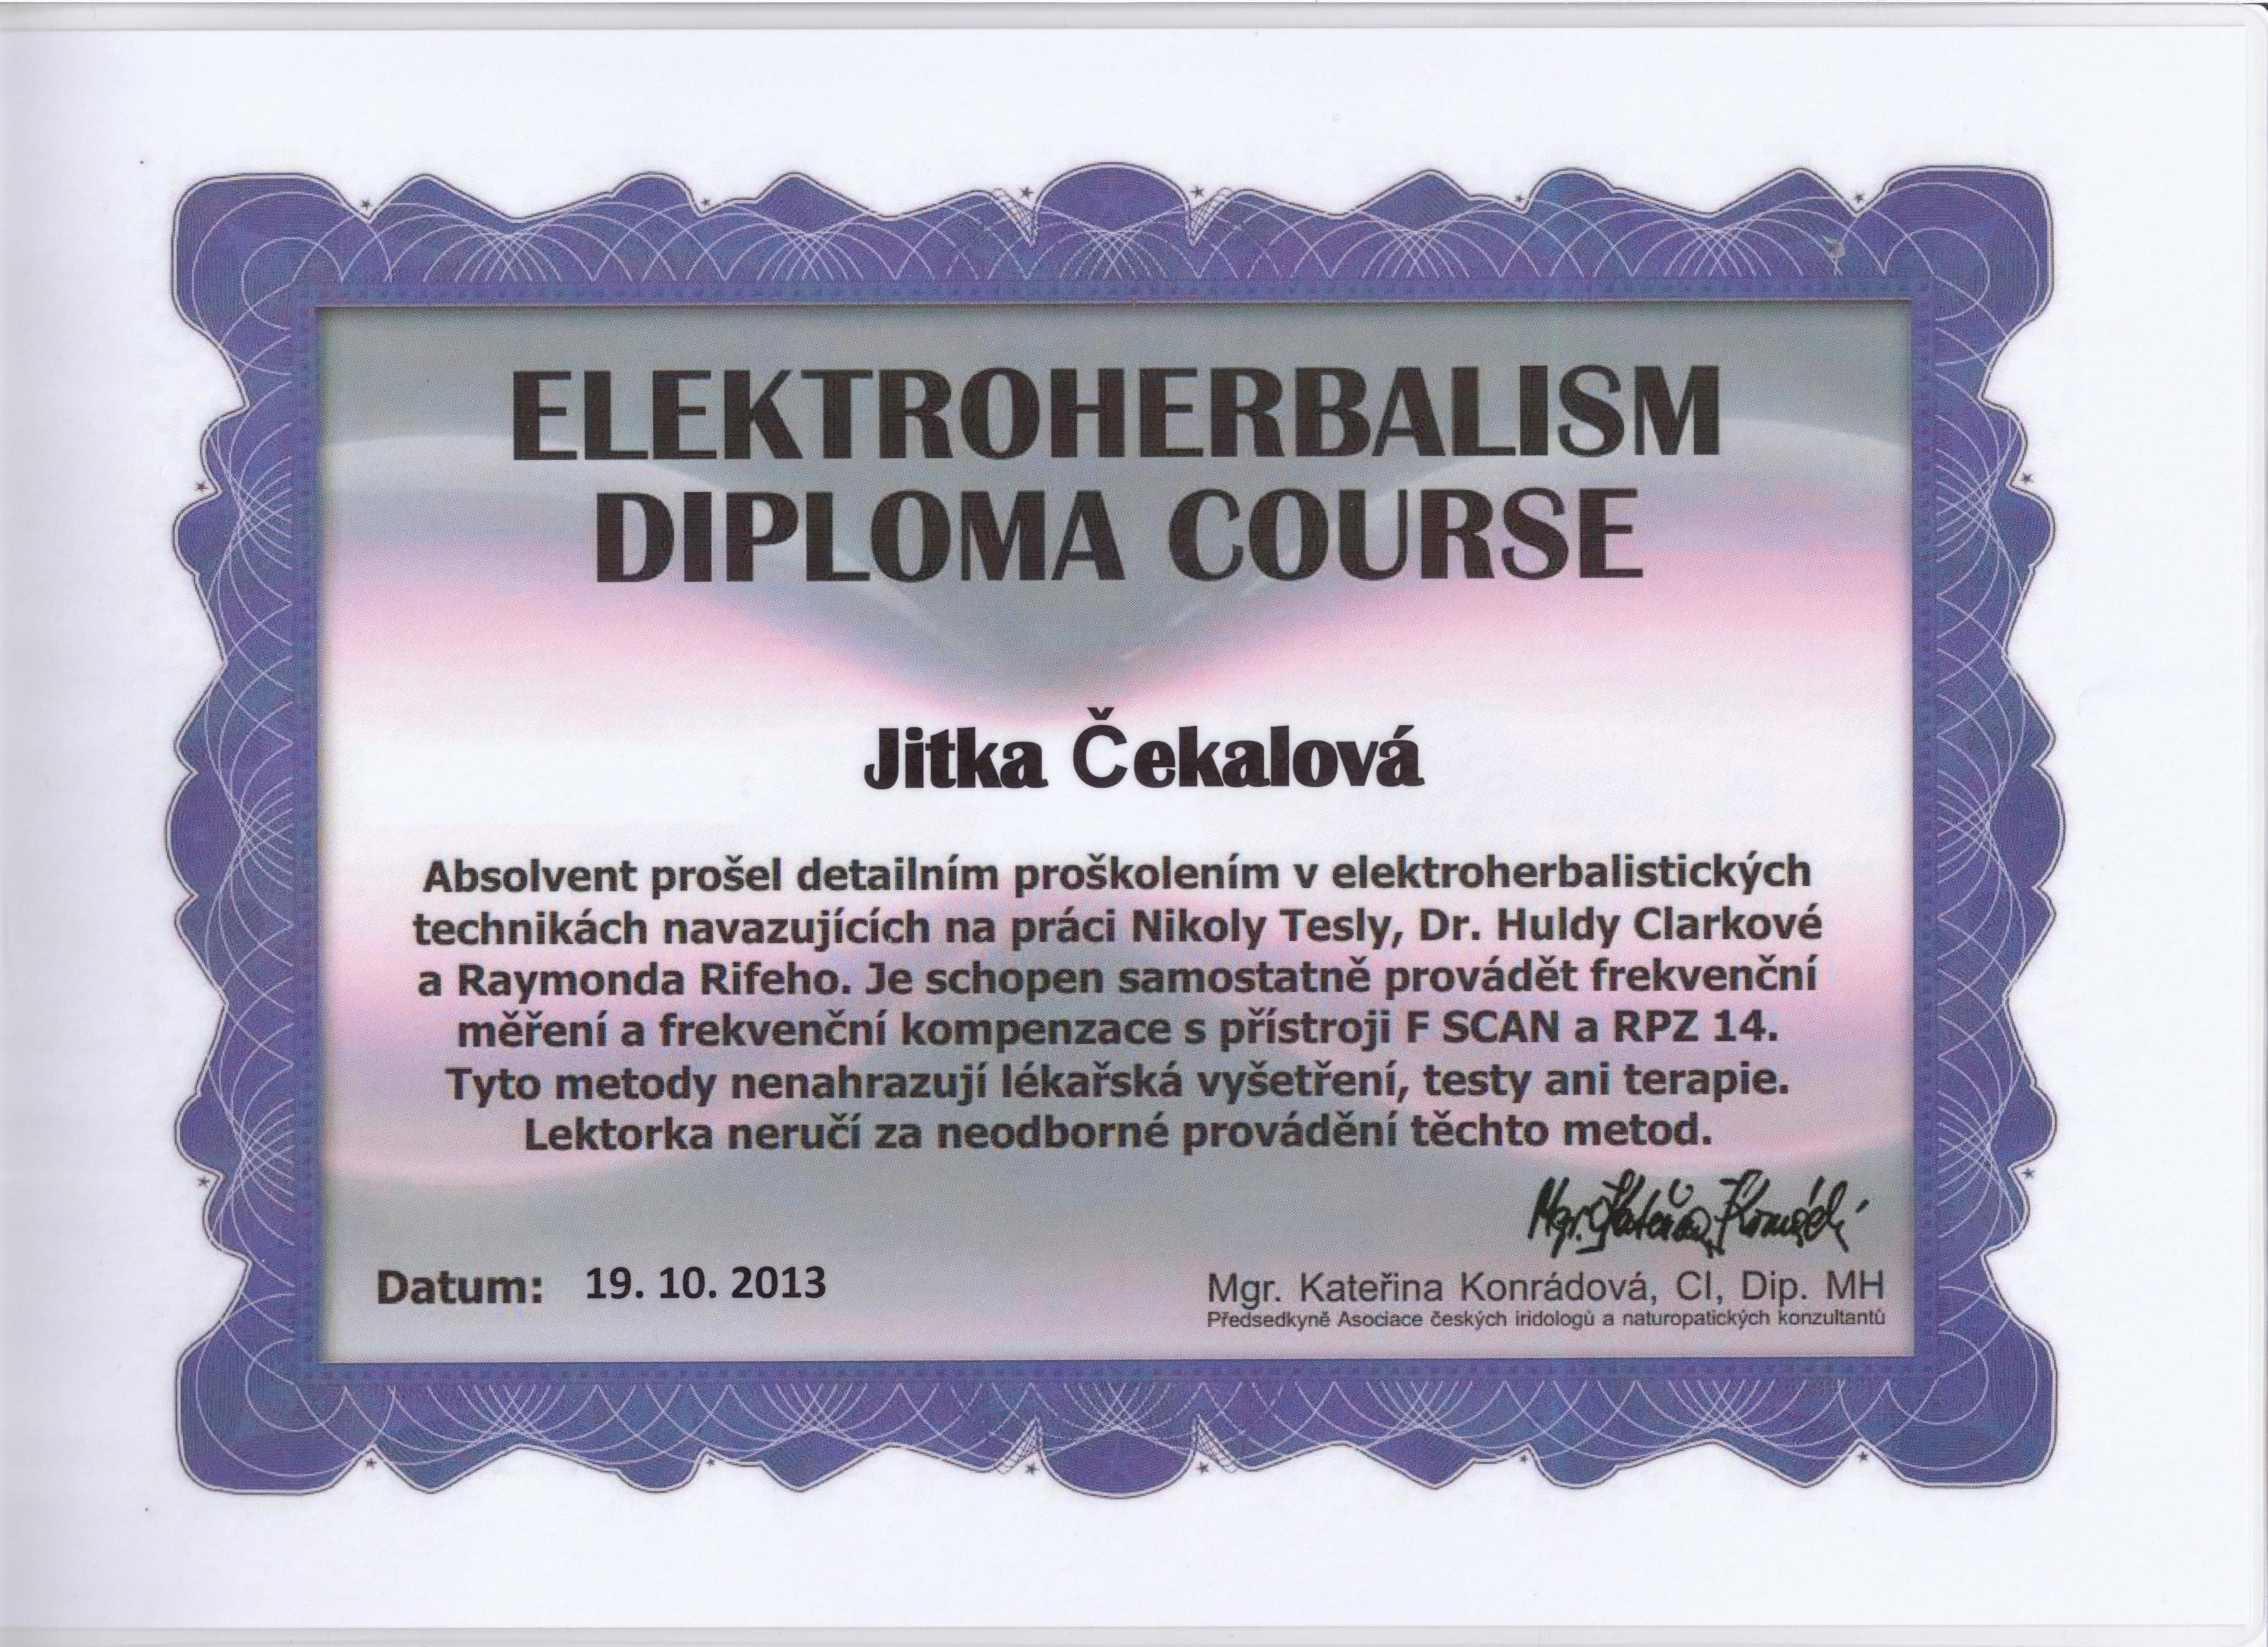 ELEKTROHERBALISM
DIPLOMA COURSE
Jitka Čekalová
Absolvent prošel detailním proškolením v elektroherbalistických
technikách navazujících na práci Nikoly Tesly, Dr. Huldy Clarkové
a Raymonda Rifeho. Je schopen samostatně provádět frekvenční
měření a frekvenční kompenzace s přístroji F SCAN a RPZ 14.
Tyto metody nenahrazují lékařská vyšetření, testy ani terapie.
Lektorka neručí za neodborné provádění těchto metod.
Mgr. Kateřina Konrád
Datum: 19. 10. 2013
Mgr. Kateřina Konrádová, CI, Dip. MH
Předsedkyně Asociace českých iridologů a naturopatických konzultantů